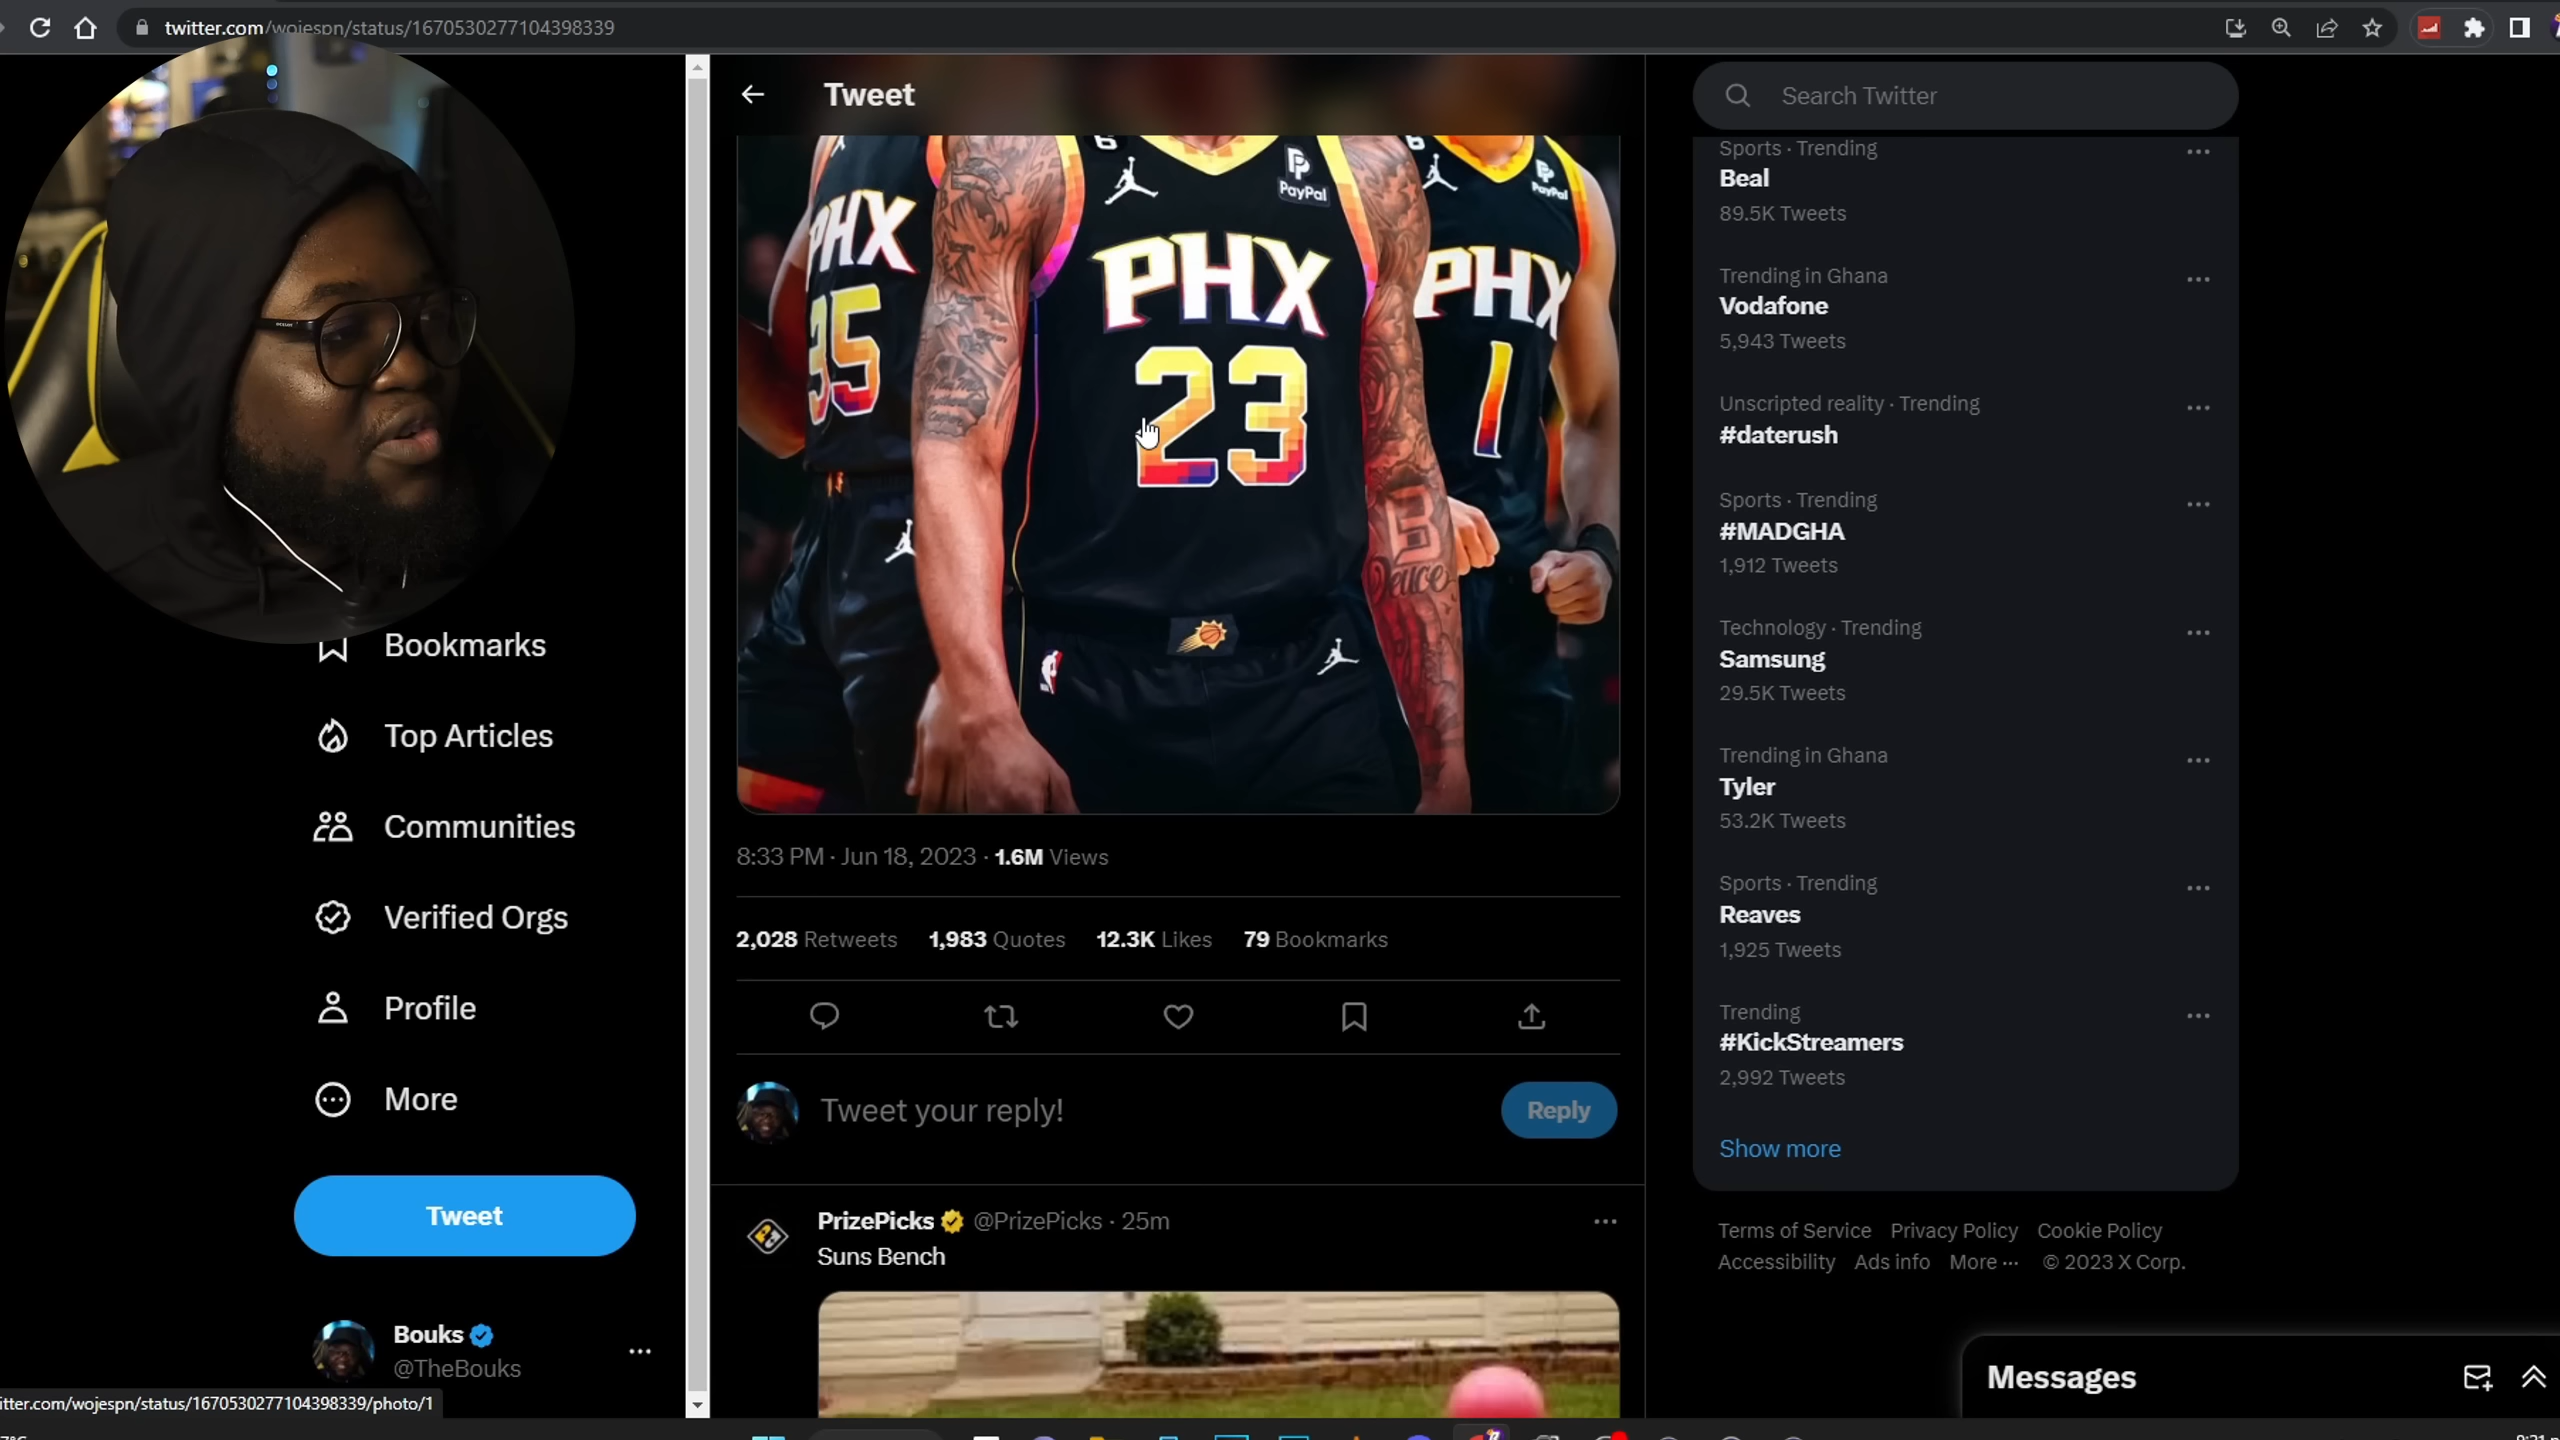 twitter.com/wojespn/status/1670530277104398339
Tweet
Search Twitter
PayPal
PayPal
PHX
35
PHX
23
PHX
1
B
Deuce
Sports · Trending
Beal
89.5K Tweets
Trending in Ghana
Vodafone
5,943 Tweets
Unscripted reality · Trending
#daterush
Sports · Trending
#MADGHA
1,912 Tweets
Technology · Trending
Samsung
29.5K Tweets
Trending in Ghana
Tyler
53.2K Tweets
Sports · Trending
Reaves
1,925 Tweets
Trending
#KickStreamers
2,992 Tweets
Show more
Terms of Service Privacy Policy Cookie Policy
Accessibility Ads info More ··· © 2023 X Corp.
Bookmarks
Top Articles
Communities
Verified Orgs
Profile
More
Tweet
Bouks
@TheBouks
8:33 PM · Jun 18, 2023 · 1.6M Views
2,028 Retweets 1,983 Quotes 12.3K Likes 79 Bookmarks
Tweet your reply!
Reply
PrizePicks @PrizePicks · 25m
Suns Bench
Messages
itter.com/wojespn/status/1670530277104398339/photo/1